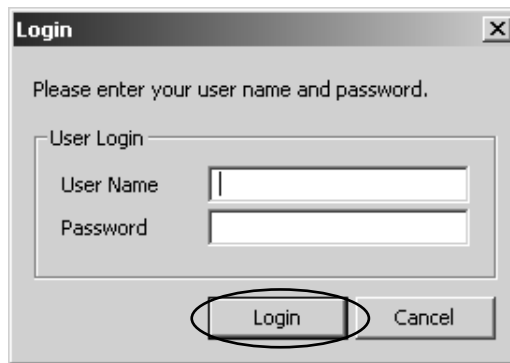 Login
Please enter your user name and password.
User Login
User Name
Password
Login Cancel